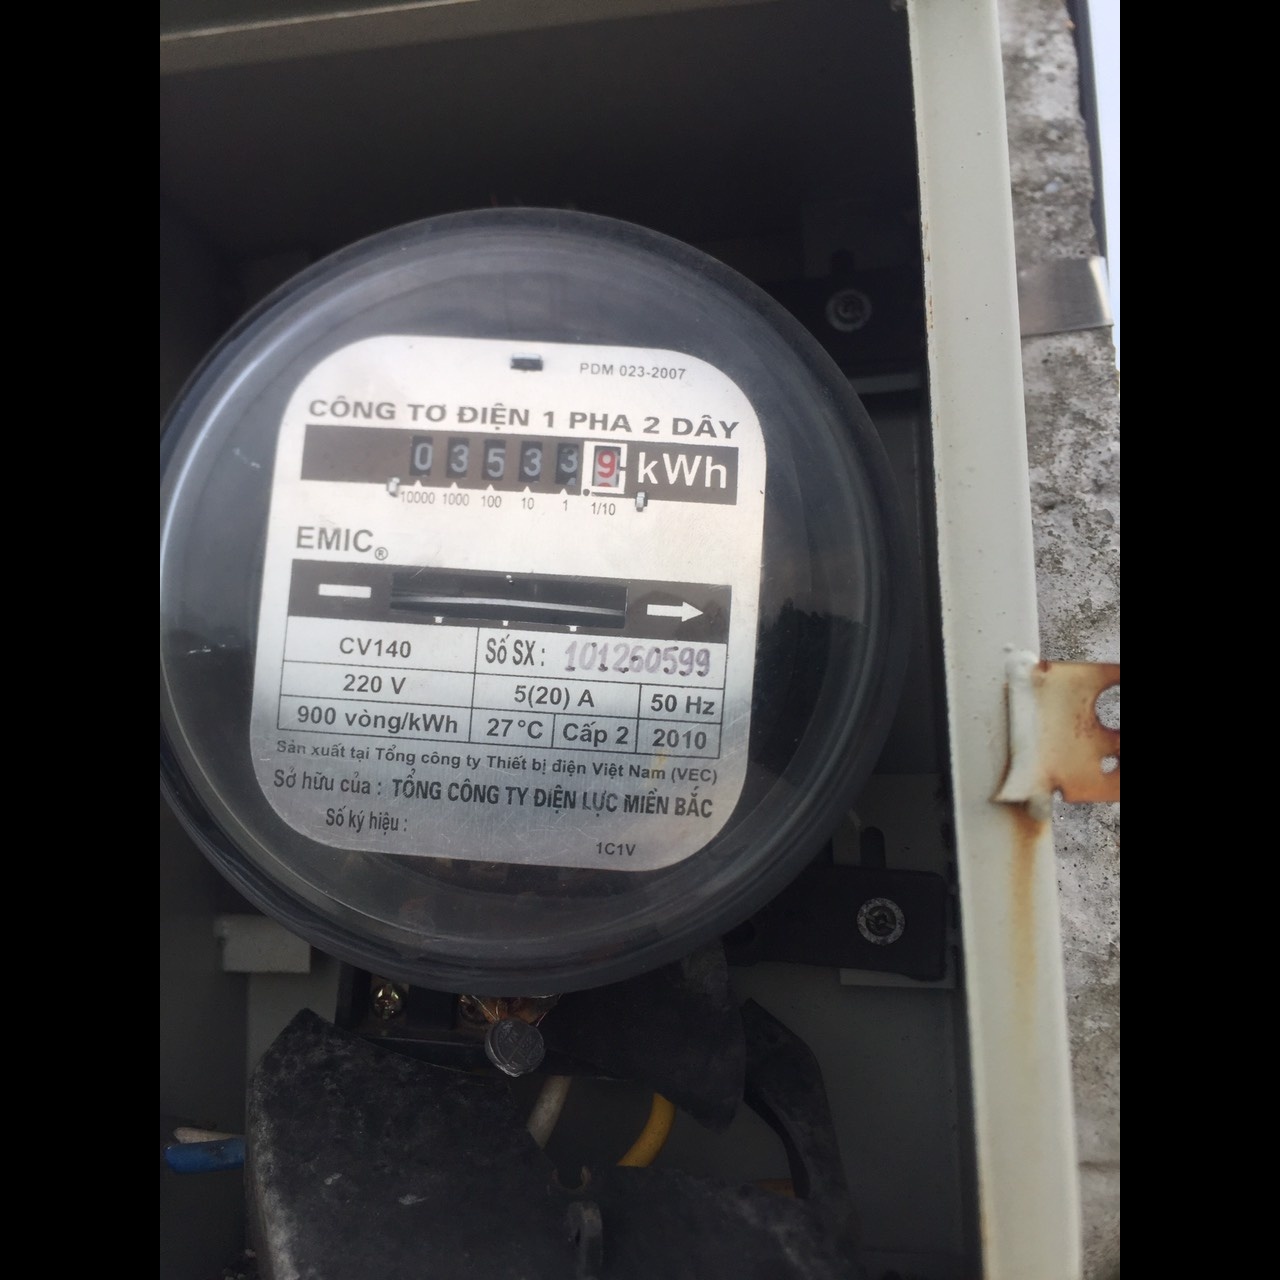 PDM 023-2007
CÔNG TƠ ĐIỆN 1 PHA 2 DÂY
0 3 5 3 3 9 kWh
10000 1000 100 10 1 1/10
EMIC®
CV140 Số SX : 101260599
220 V 5(20) A 50 Hz
900 vòng/kWh 27°C Cấp 2 2010
Sản xuất tại Tổng công ty Thiết bị điện Việt Nam (VEC)
Sở hữu của : TỔNG CÔNG TY ĐIỆN LỰC MIỀN BẮC
Số ký hiệu :
1C1V